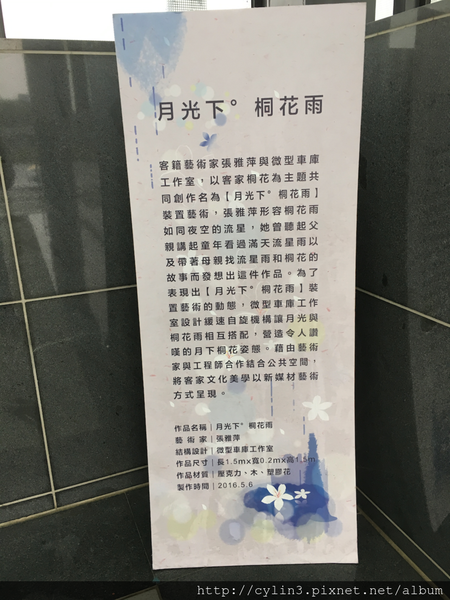 月光下° 桐花雨
客籍藝術家張雅萍與微型車庫
工作室，以客家桐花為主題共
同創作名為【月光下° 桐花雨】
裝置藝術，張雅萍形容桐花雨
如同夜空的流星，她曾聽起父
親講起童年看過滿天流星雨以
及帶著母親找流星雨和桐花的
故事而發想出這件作品。為了
表現出【月光下° 桐花雨】裝
置藝術的動態，微型車庫工作
室設計緩速自旋機構讓月光與
桐花雨相互搭配，營造令人讚
嘆的月下桐花姿態。藉由藝術
家與工程師合作結合公共空間，
將客家文化美學以新媒材藝術
方式呈現。
作品名稱｜月光下° 桐花雨
藝術家｜張雅萍
結構設計｜微型車庫工作室
作品尺寸｜長1.5mx寬0.2mx高1.5m
作品材質｜壓克力、木、塑膠花
製作時間｜2016.5.6
http://cylin3.pixnet.net/album